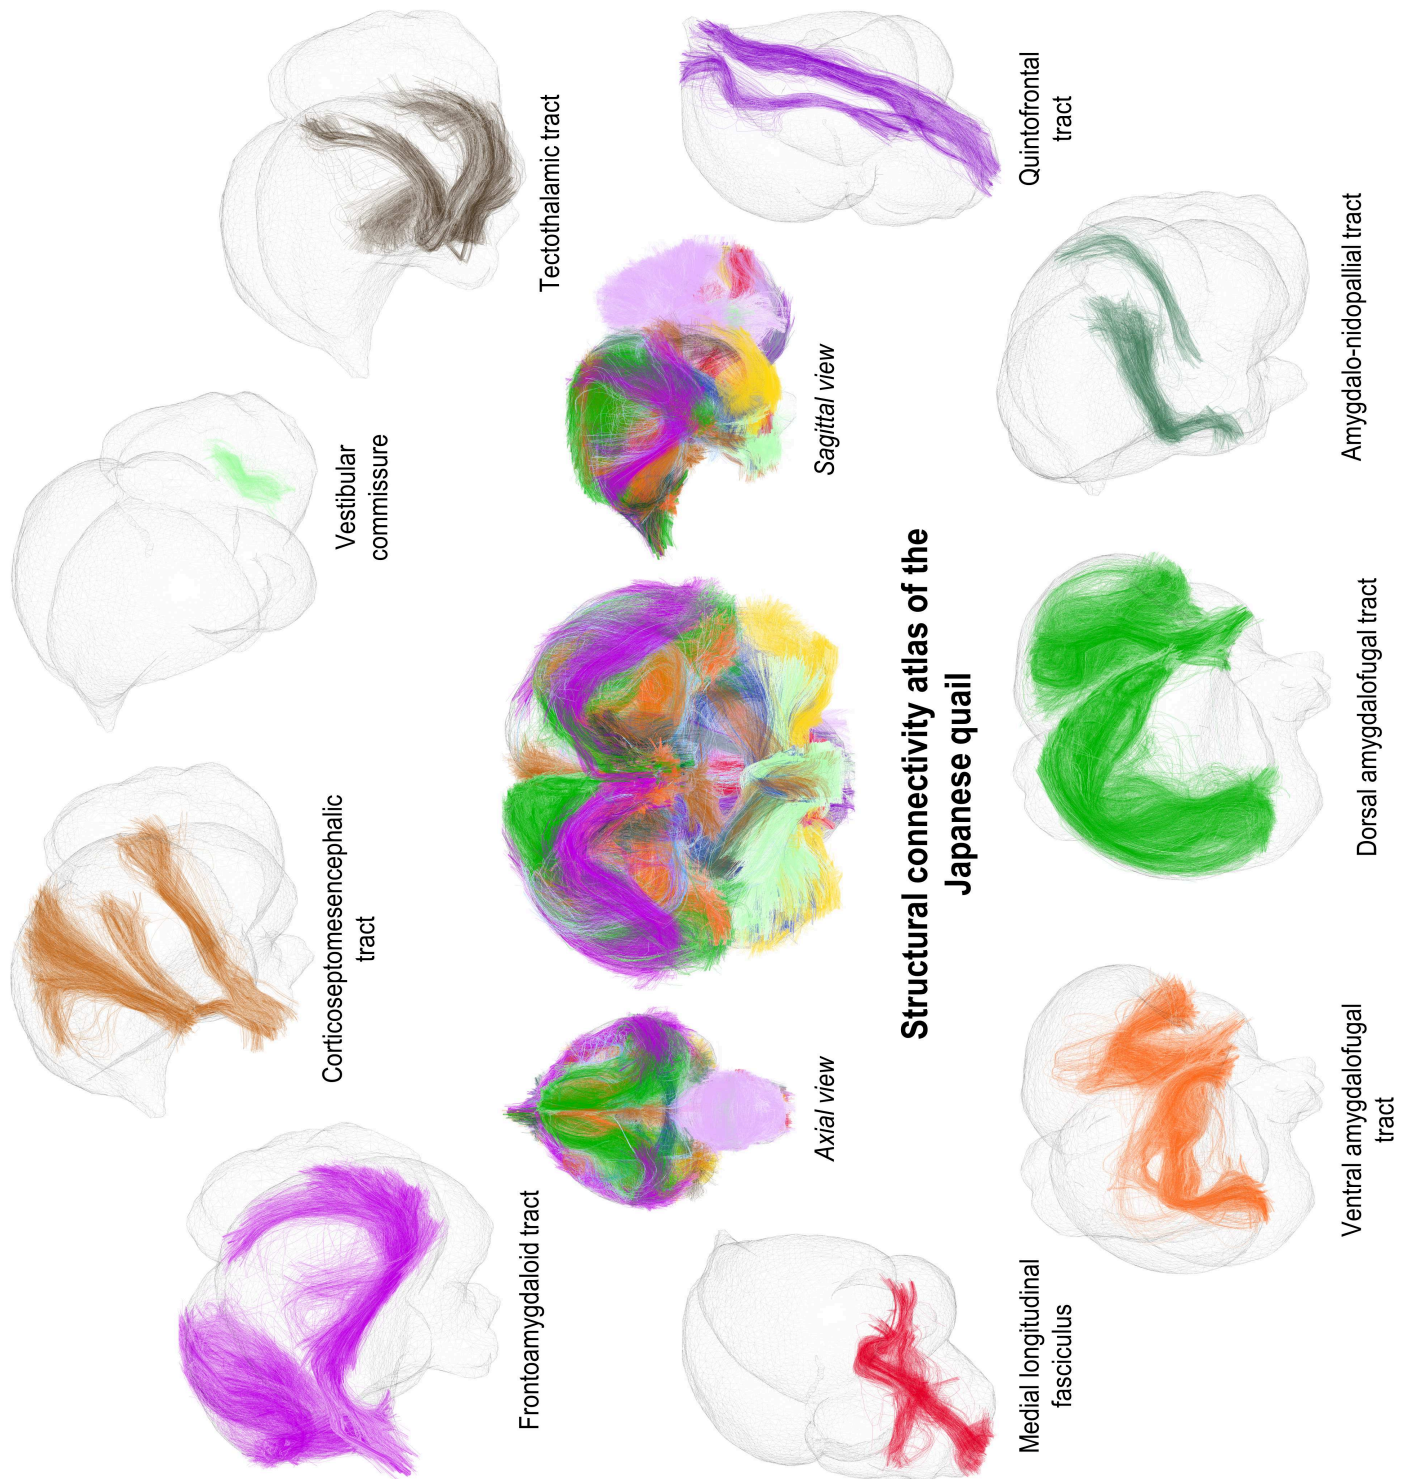 Frontoamygdaloid tract
Corticoseptomesencephalic
tract
Vestibular
commissure
Tectothalamic tract
Axial view
Sagittal view
Structural connectivity atlas of the
Japanese quail
Medial longitudinal
fasciculus
Ventral amygdalofugal
tract
Dorsal amygdalofugal tract
Amygdalo-nidopallial tract
Quintofrontal
tract